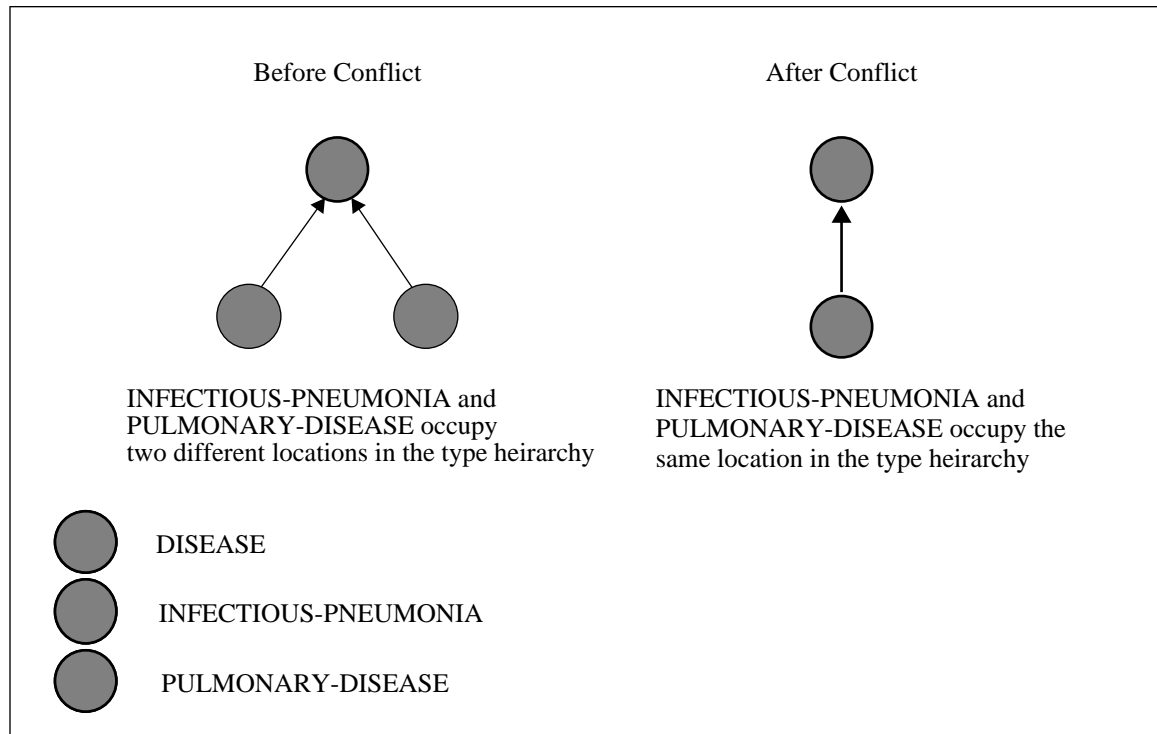 Before Conflict
After Conflict
INFECTIOUS-PNEUMONIA and
PULMONARY-DISEASE occupy
two different locations in the type heirarchy
INFECTIOUS-PNEUMONIA and
PULMONARY-DISEASE occupy the
same location in the type heirarchy
DISEASE
INFECTIOUS-PNEUMONIA
PULMONARY-DISEASE